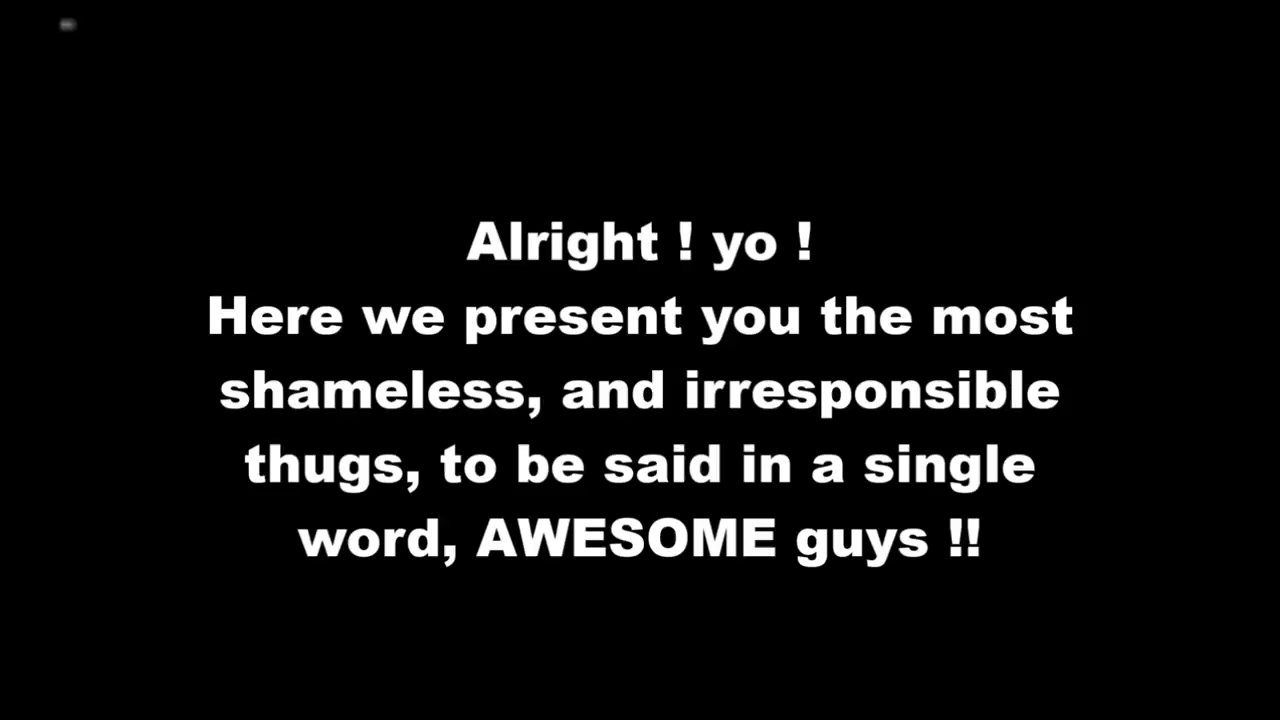 Alright ! yo !
Here we present you the most
shameless, and irresponsible
thugs, to be said in a single
word, AWESOME guys !!